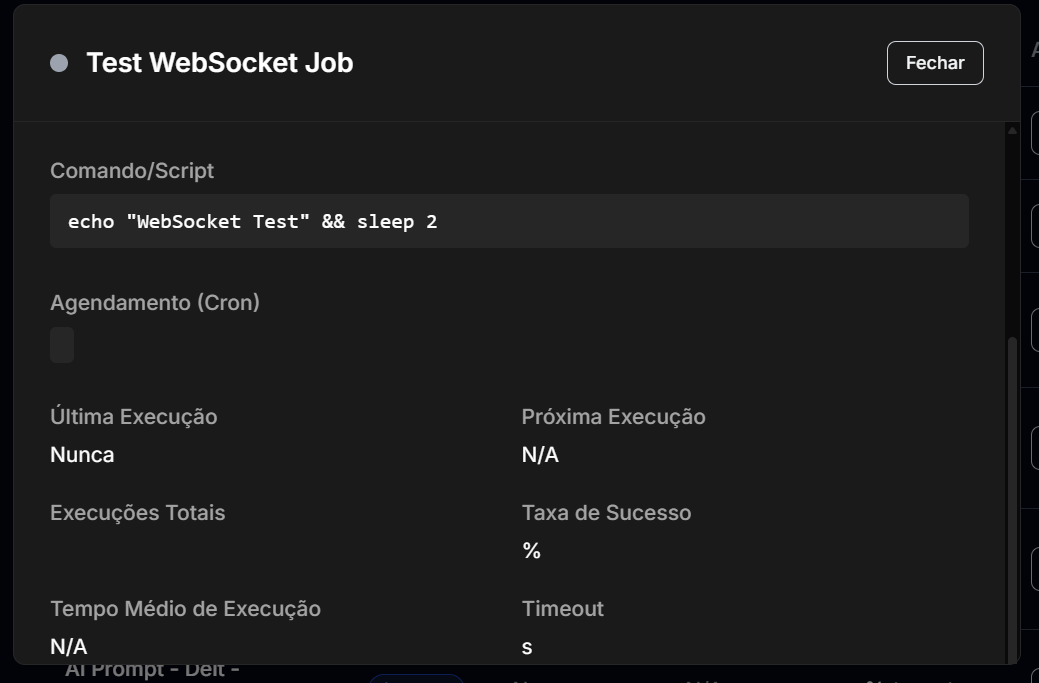 Test WebSocket Job
Fechar
Comando/Script
echo "WebSocket Test" && sleep 2
Agendamento (Cron)
Última Execução
Próxima Execução
Nunca
N/A
Execuções Totais
Taxa de Sucesso
%
Tempo Médio de Execução
Timeout
N/A
s
AI Prompt - Deit -